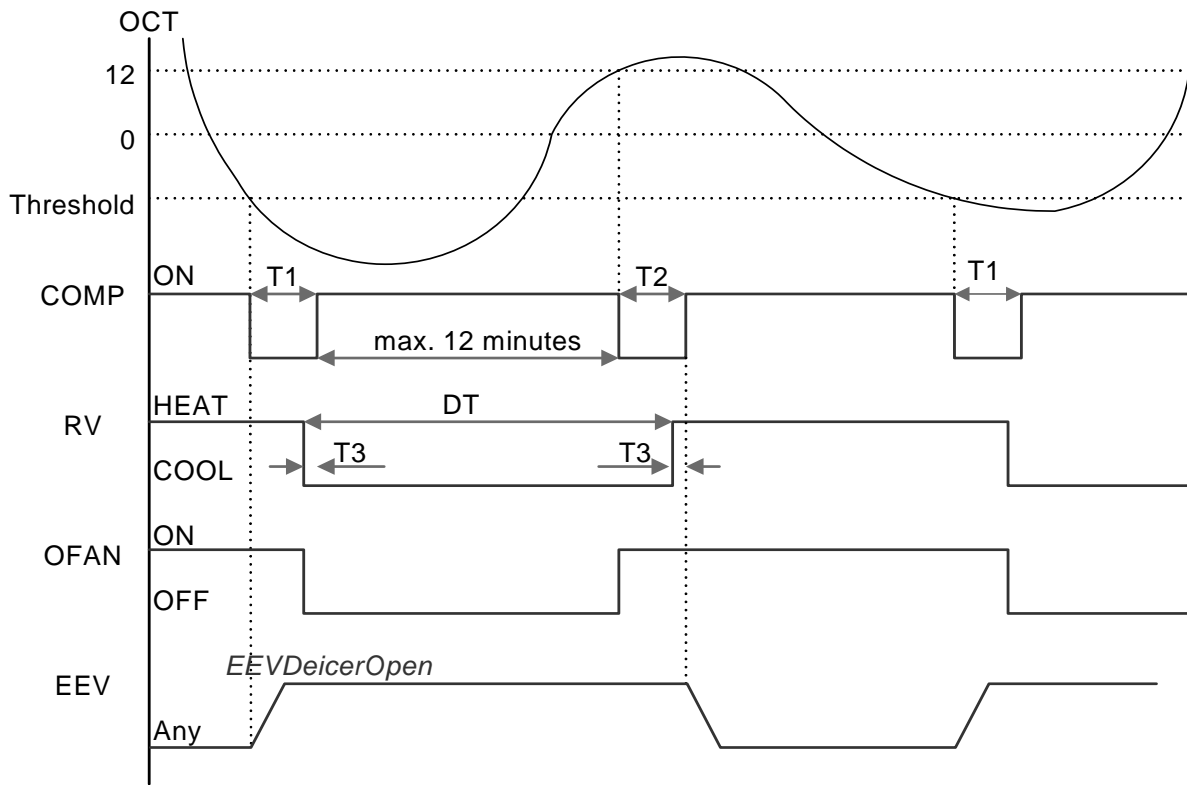 OCT
12
0
Threshold
ON
T1
T2
T1
COMP
max. 12 minutes
HEAT
DT
RV
T3
T3
COOL
ON
OFAN
OFF
EEVDeicerOpen
EEV
Any